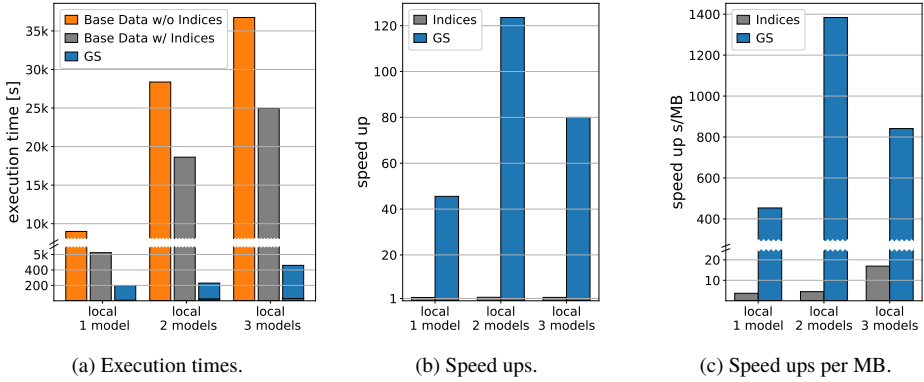 execution time [s]
35k
30k
25k
20k
15k
10k
5k
400
200
Base Data w/o Indices
Base Data w/ Indices
GS
local
1 model
local
2 models
local
3 models
(a) Execution times.
speed up
120
100
80
60
40
20
1
Indices
GS
local
1 model
local
2 models
local
3 models
(b) Speed ups.
speed up s/MB
1400
1200
1000
800
600
400
20
10
Indices
GS
local
1 model
local
2 models
local
3 models
(c) Speed ups per MB.